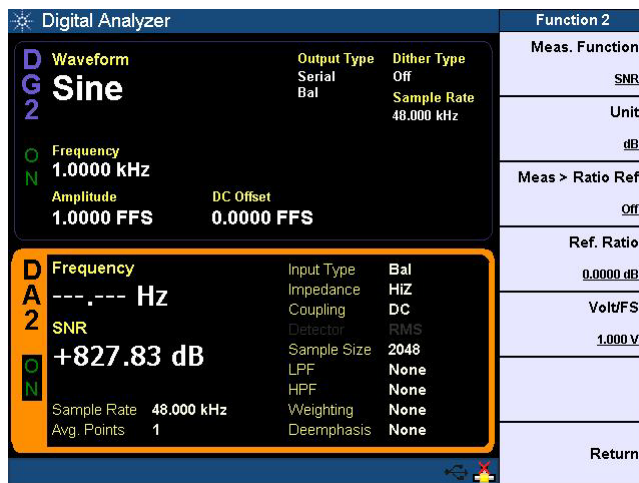 Digital Analyzer
Function 2
DG2
ON
Waveform
Sine
Output Type
Serial
Bal
Dither Type
Off
Sample Rate
48.000 kHz
Frequency
1.0000 kHz
Amplitude
1.0000 FFS
DC Offset
0.0000 FFS
DA2
ON
Frequency
---.--- Hz
SNR
+827.83 dB
Sample Rate 48.000 kHz
Avg. Points 1
Input Type Bal
Impedance HiZ
Coupling DC
Detector RMS
Sample Size 2048
LPF None
HPF None
Weighting None
Deemphasis None
Meas. Function
SNR
Unit
dB
Meas > Ratio Ref
Off
Ref. Ratio
0.0000 dB
Volt/FS
1.000 V
Return